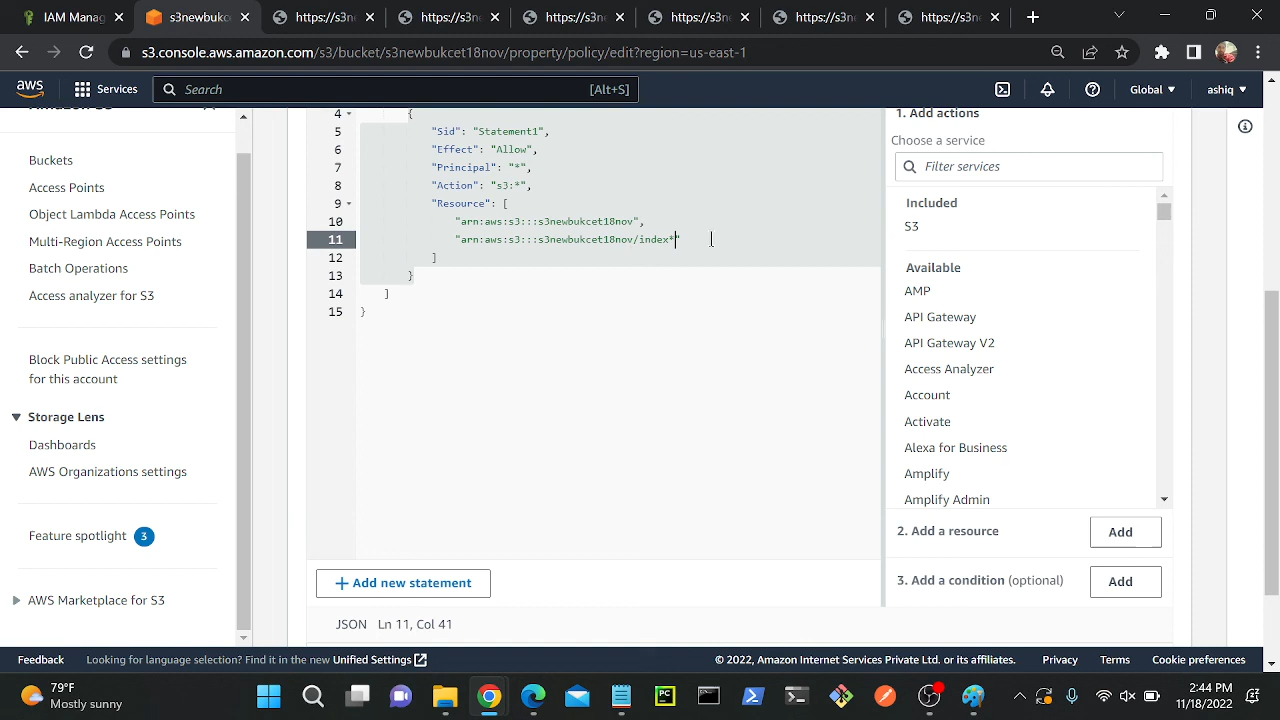 IAM Manag
s3newbukc
https://s3n
https://s3n
https://s3n
https://s3n
https://s3n
https://s3n
s3.console.aws.amazon.com/s3/bucket/s3newbukcet18nov/property/policy/edit?region=us-east-1
aws
Services
Search
[Alt+S]
Global
ashiq
Buckets
Access Points
Object Lambda Access Points
Multi-Region Access Points
Batch Operations
Access analyzer for S3
Block Public Access settings
for this account
Storage Lens
Dashboards
AWS Organizations settings
Feature spotlight 3
AWS Marketplace for S3
4 {
5 "Sid": "Statement1",
6 "Effect": "Allow",
7 "Principal": "*",
8 "Action": "s3:*",
9 "Resource": [
10 "arn:aws:s3:::s3newbukcet18nov",
11 "arn:aws:s3:::s3newbukcet18nov/index*"
12 ]
13 }
14 ]
15 }
+ Add new statement
JSON Ln 11, Col 41
1. Add actions
Choose a service
Filter services
Included
S3
Available
AMP
API Gateway
API Gateway V2
Access Analyzer
Account
Activate
Alexa for Business
Amplify
Amplify Admin
2. Add a resource
Add
3. Add a condition (optional)
Add
Feedback
Looking for language selection? Find it in the new Unified Settings
© 2022, Amazon Internet Services Private Ltd. or its affiliates.
Privacy
Terms
Cookie preferences
79°F
Mostly sunny
PC
2:44 PM
11/18/2022